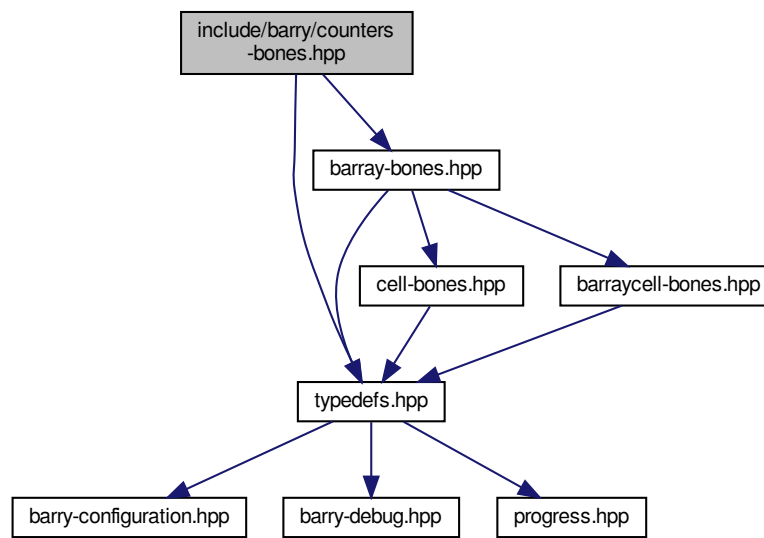 include/barry/counters
-bones.hpp
barray-bones.hpp
cell-bones.hpp
barraycell-bones.hpp
typedefs.hpp
barry-configuration.hpp
barry-debug.hpp
progress.hpp